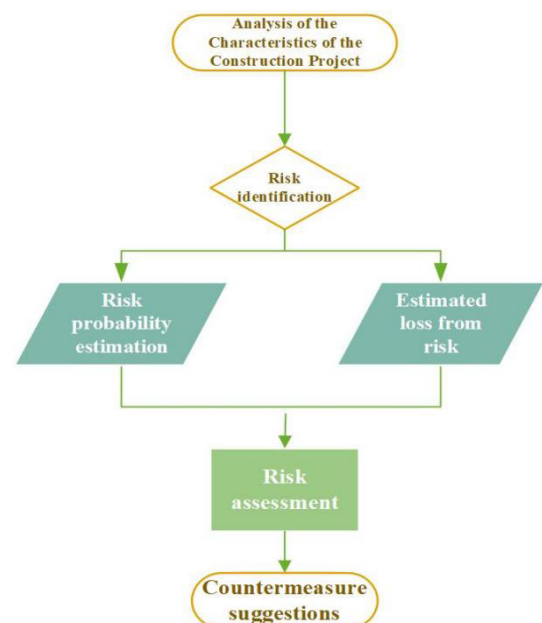 Analysis of the
Characteristics of the
Construction Project
Risk
identification
Risk
probability
estimation
Estimated
loss from
risk
Risk
assessment
Countermeasure
suggestions